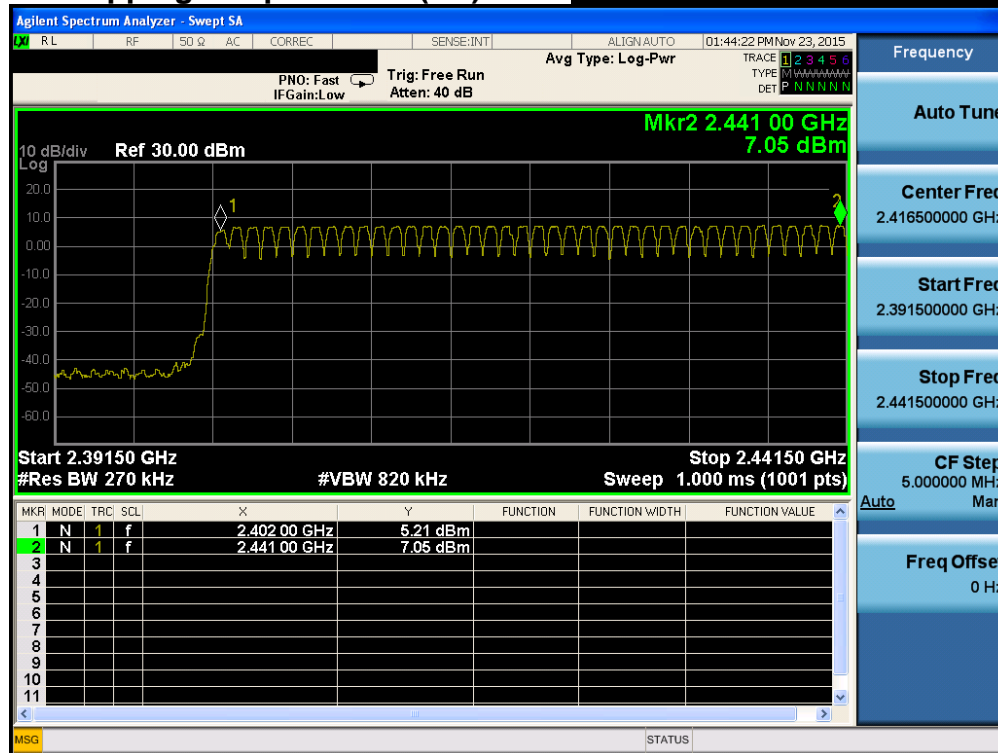 Agilent Spectrum Analyzer - Swept SA
LXI RL RF 50 Ω AC CORREC SENSE:INT ALIGN AUTO 01:44:22 PM Nov 23, 2015
Avg Type: Log-Pwr TRACE 1 2 3 4 5 6
PNO: Fast Trig: Free Run TYPE M WWWWW
IFGain:Low Atten: 40 dB DET P N N N N N
Mkr2 2.441 00 GHz
7.05 dBm
10 dB/div Ref 30.00 dBm
Log
20.0
10.0
0.00
-10.0
-20.0
-30.0
-40.0
-50.0
-60.0
1
2
Start 2.39150 GHz Stop 2.44150 GHz
#Res BW 270 kHz #VBW 820 kHz Sweep 1.000 ms (1001 pts)
MKR MODE TRC SCL X Y FUNCTION FUNCTION WIDTH FUNCTION VALUE
1 N 1 f 2.402 00 GHz 5.21 dBm
2 N 1 f 2.441 00 GHz 7.05 dBm
3
4
5
6
7
8
9
10
11
MSG STATUS
Frequency
Auto Tune
Center Freq
2.416500000 GHz
Start Freq
2.391500000 GHz
Stop Freq
2.441500000 GHz
CF Step
5.000000 MHz
Auto Man
Freq Offset
0 Hz